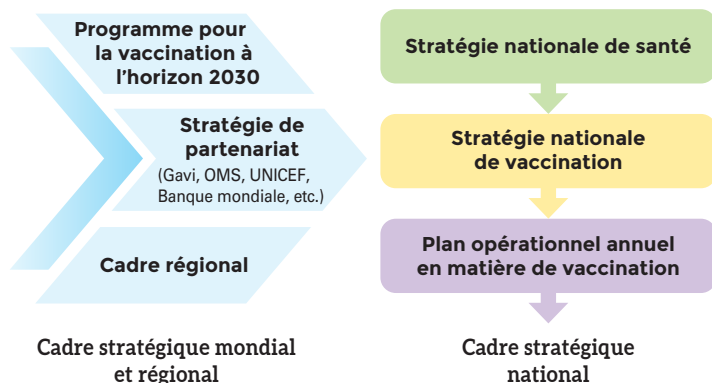 Programme pour
la vaccination à
l'horizon 2030
Stratégie de
partenariat
(Gavi, OMS, UNICEF,
Banque mondiale, etc.)
Cadre régional
Cadre stratégique mondial
et régional
Stratégie nationale de santé
Stratégie nationale
de vaccination
Plan opérationnel annuel
en matière de vaccination
Cadre stratégique
national